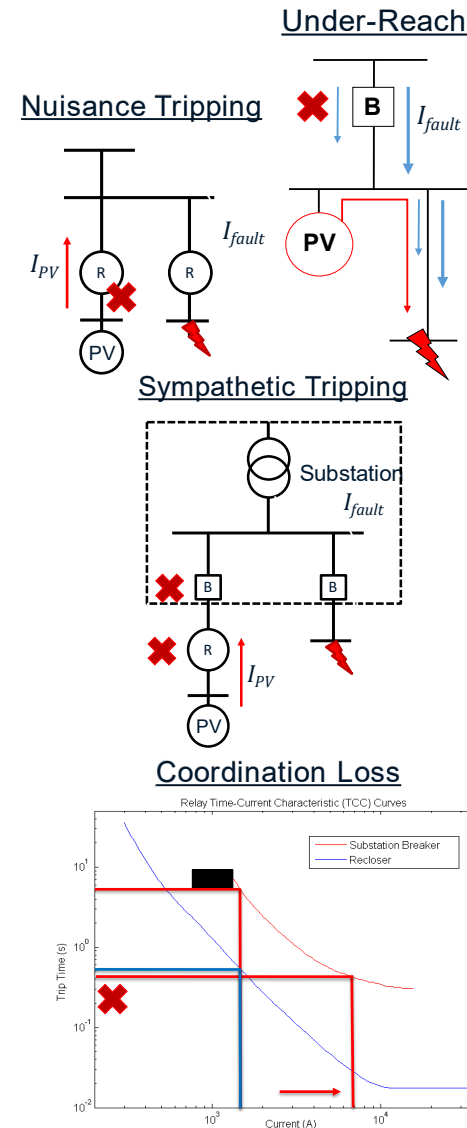 Under-Reach
B
I_fault
PV
Nuisance Tripping
I_PV
R
I_fault
R
PV
Sympathetic Tripping
Substation
I_fault
B
B
R
I_PV
PV
Coordination Loss
Relay Time-Current Characteristic (TCC) Curves
Substation Breaker
Recloser
Trip Time (s)
10^1
10^0
10^-1
10^-2
10^3
10^4
Current (A)